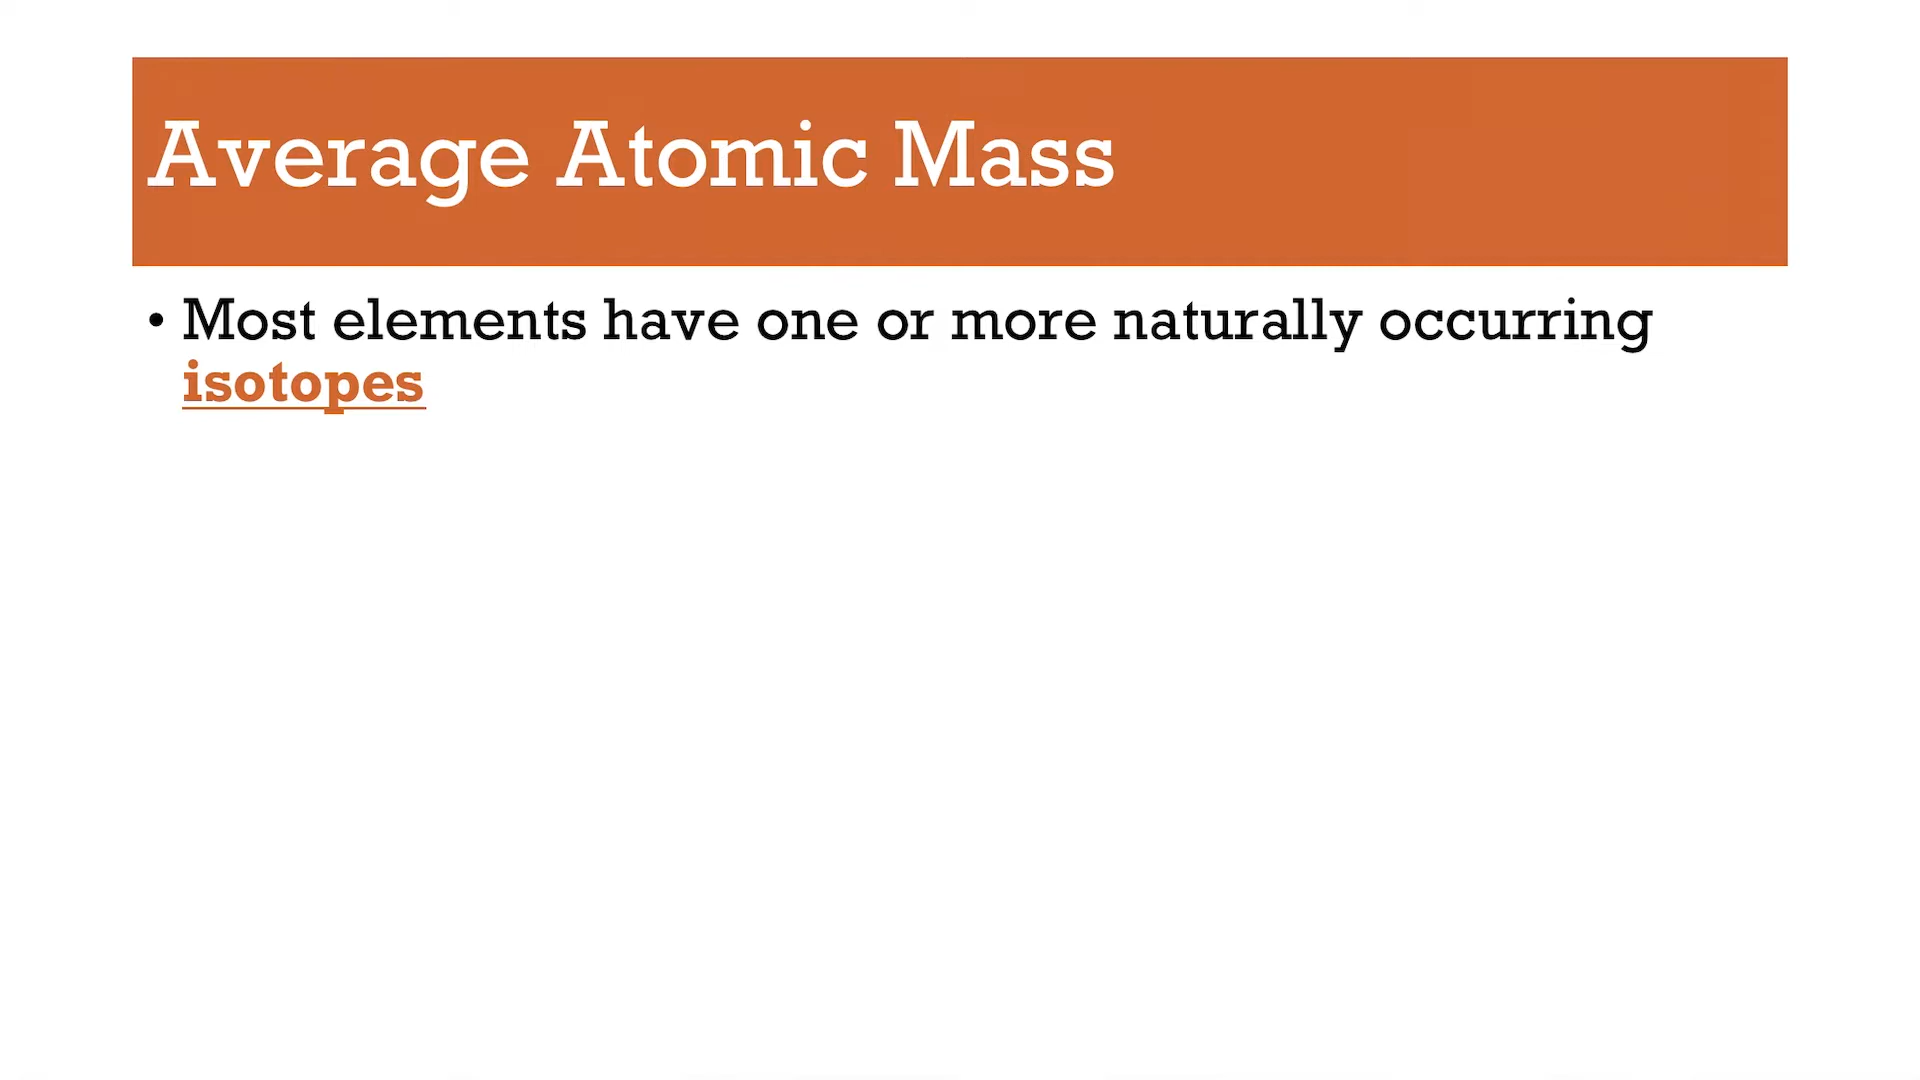 Average Atomic Mass
• Most elements have one or more naturally occurring
isotopes